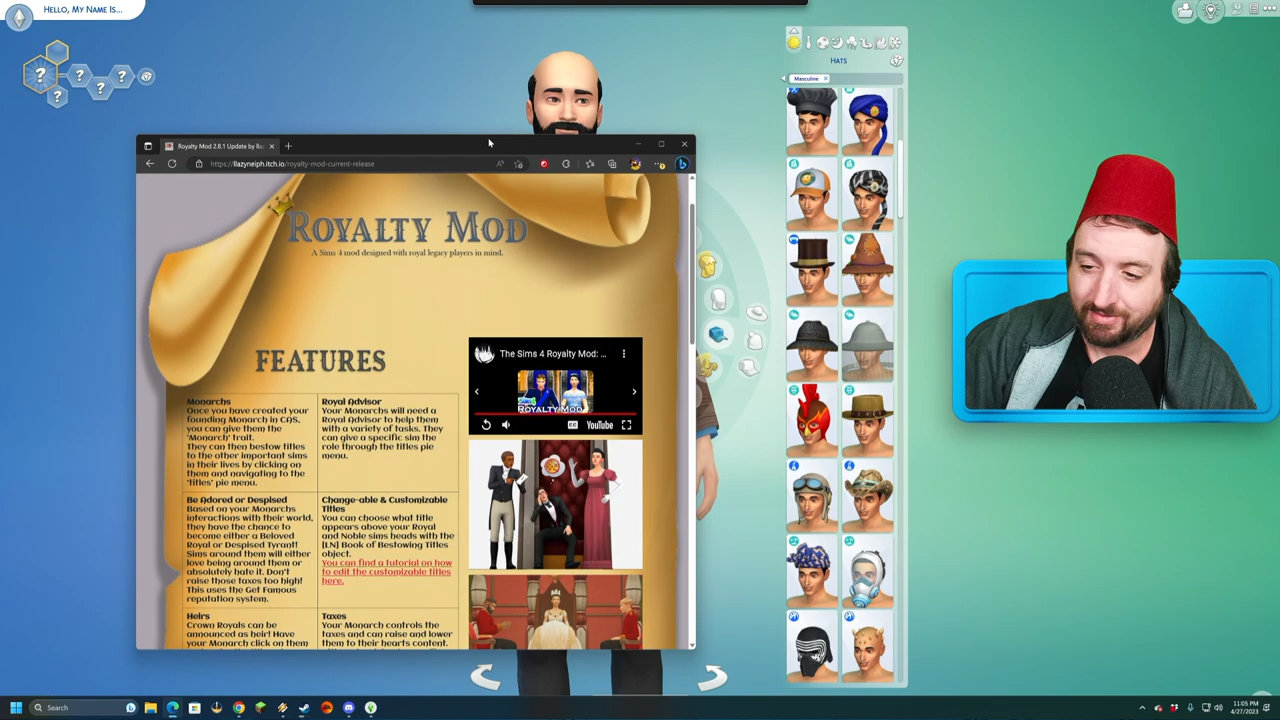 Hello, My Name Is...
?
?
?
?
?
Hats
Masculine ×
Royalty Mod 2.8.1 Update by lla
https://llazyneiph.itch.io/royalty-mod-current-release
Royalty Mod
A Sims 4 mod designed with royal legacy players in mind.
FEATURES
Monarchs
Once you have created your
founding Monarch in CAS,
you can give them the
'Monarch' trait.
They can then bestow titles
to the other important sims
in their lives by clicking on
them and navigating to the
'titles' pie menu.
Royal Advisor
Your Monarchs will need a
Royal Advisor to help them
with a variety of tasks. They
can give a specific sim the
role through the titles pie
menu.
Be Adored or Despised
Based on your Monarchs
interactions with their world,
they have the chance to
become either a Beloved
Royal or Despised Tyrant!
Sims around them will either
love being around them or
absolutely hate it. Don't
raise those taxes too high!
This uses the Get Famous
reputation system.
Change-able & Customizable
Titles
You can choose what title
appears above your Royal
and Noble sims heads with the
[LN] Book of Bestowing Titles
object.
You can find a tutorial on how
to edit the customizable titles
here.
Heirs
Crown Royals can be
announced as heir! Have
your Monarch click on them
Taxes
Your Monarch controls the
taxes and can raise and lower
them to their hearts content.
The Sims 4 Royalty Mod: ...
ROYALTY MOD
CC
YouTube
Search
11:05 PM
4/27/2023